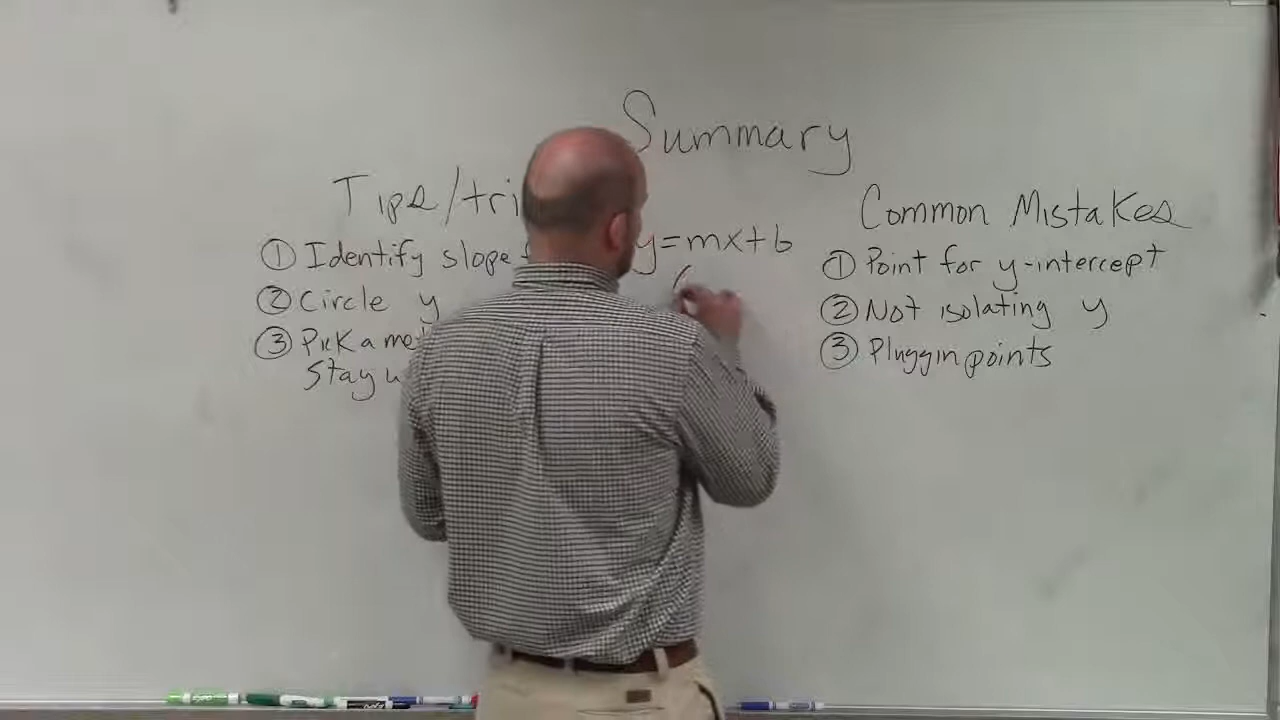 Summary
Tips/tri
① Identify slope
y=mx+b
② Circle y
③ Pick a me
Stay
Common Mistakes
① Point for y-intercept
② Not isolating y
③ Pluggin points